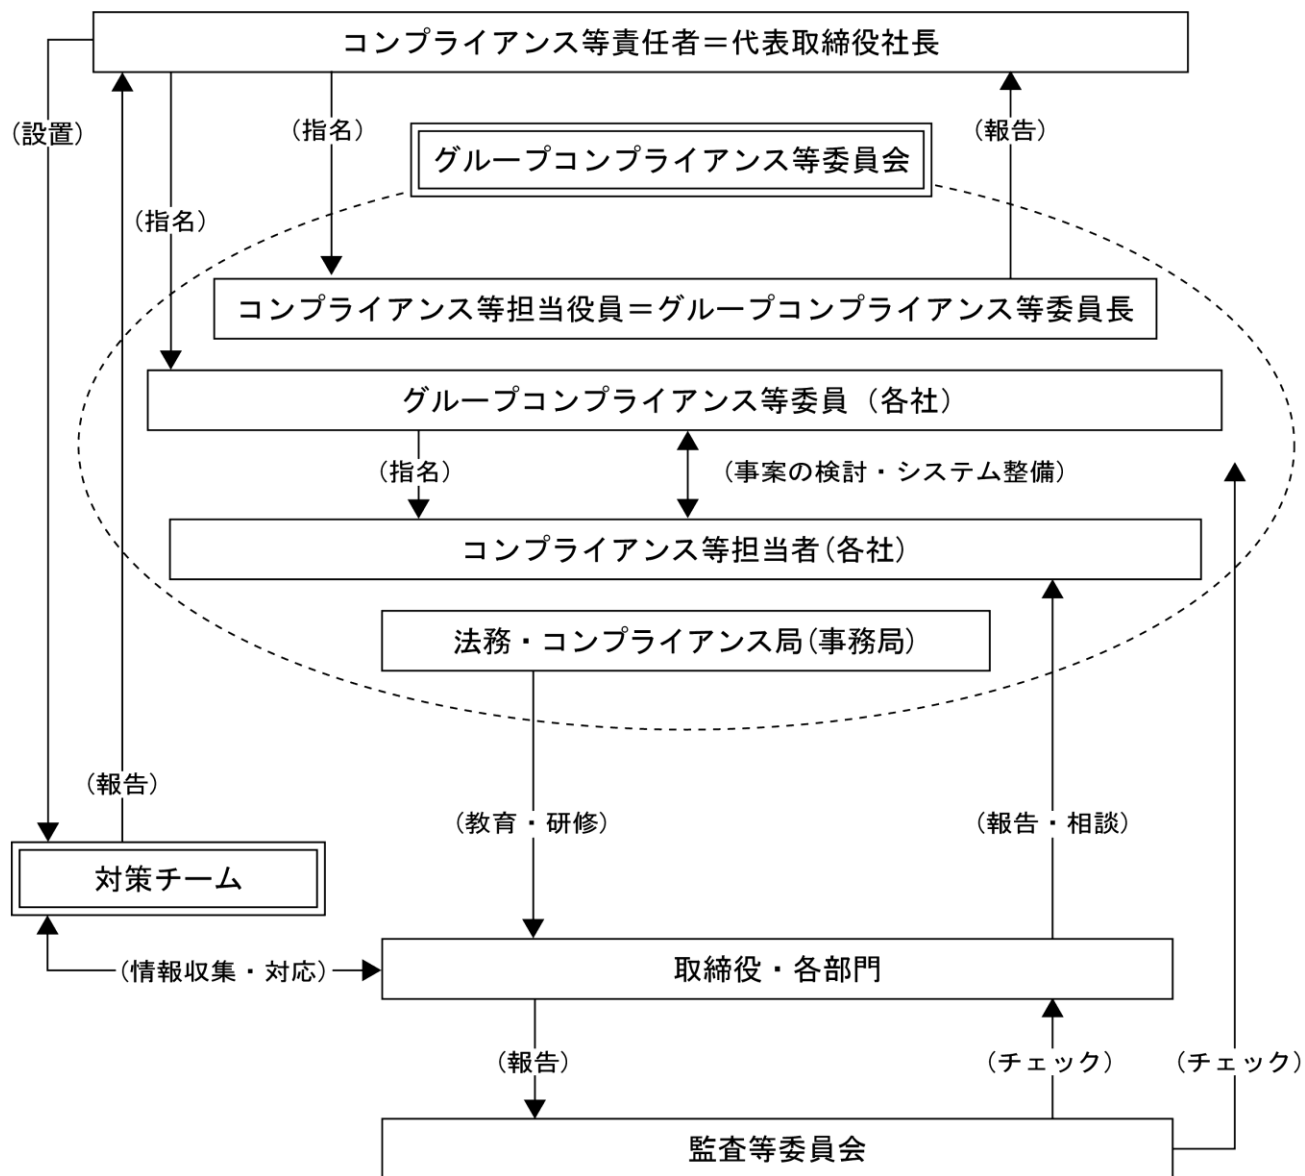 コンプライアンス等責任者＝代表取締役社長
（設置）
（指名）
（報告）
グループコンプライアンス等委員会
（指名）
コンプライアンス等担当役員＝グループコンプライアンス等委員長
グループコンプライアンス等委員（各社）
（指名）
（事案の検討・システム整備）
コンプライアンス等担当者（各社）
法務・コンプライアンス局（事務局）
（報告）
（教育・研修）
（報告・相談）
対策チーム
（情報収集・対応）
取締役・各部門
（報告）
（チェック）
（チェック）
監査等委員会